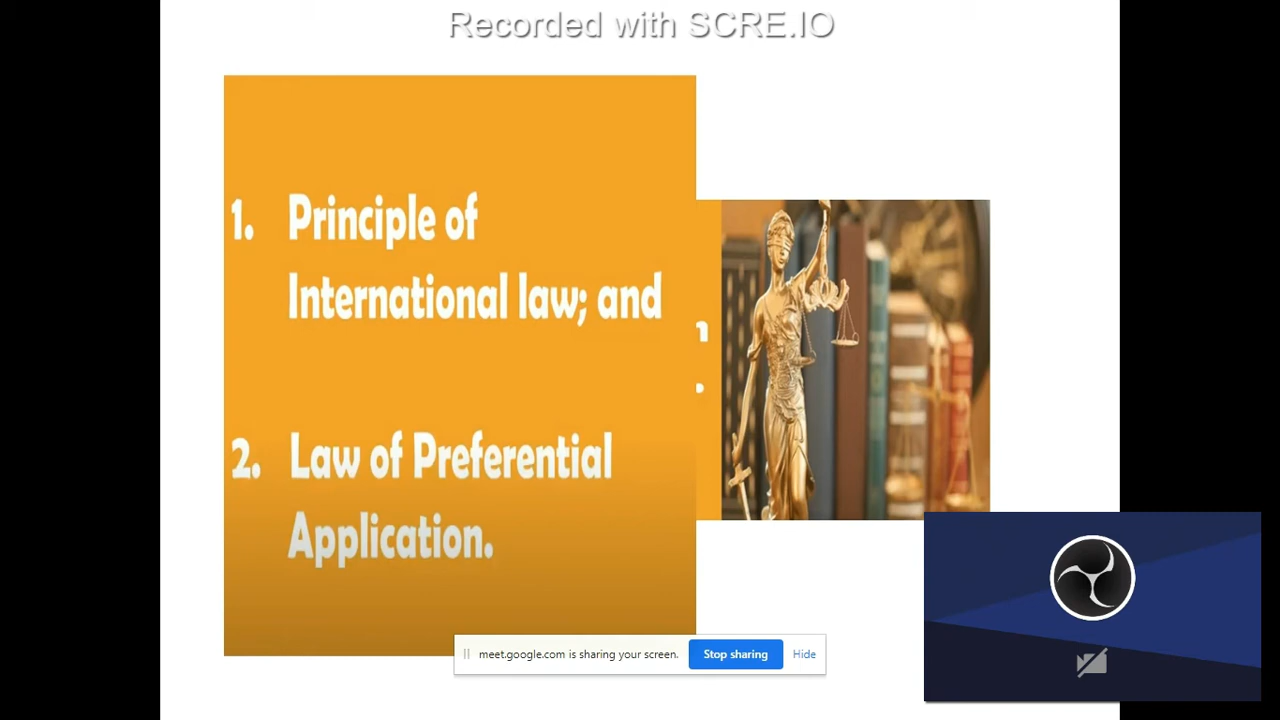 Recorded with SCRE.IO
1. Principle of
International law; and
2. Law of Preferential
Application.
meet.google.com is sharing your screen.
Stop sharing
Hide